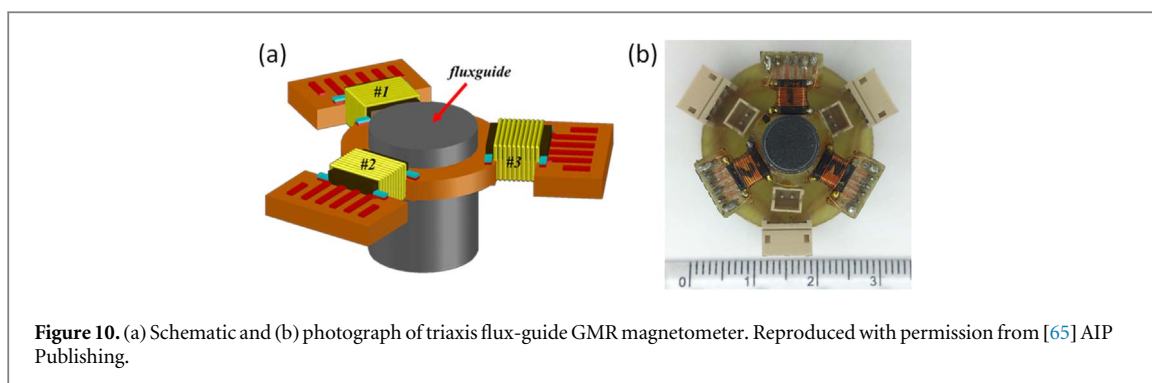 (a)
fluxguide
#1
#2
#3
(b)
0 1 2 3
Figure 10. (a) Schematic and (b) photograph of triaxis flux-guide GMR magnetometer. Reproduced with permission from [65] AIP
Publishing.